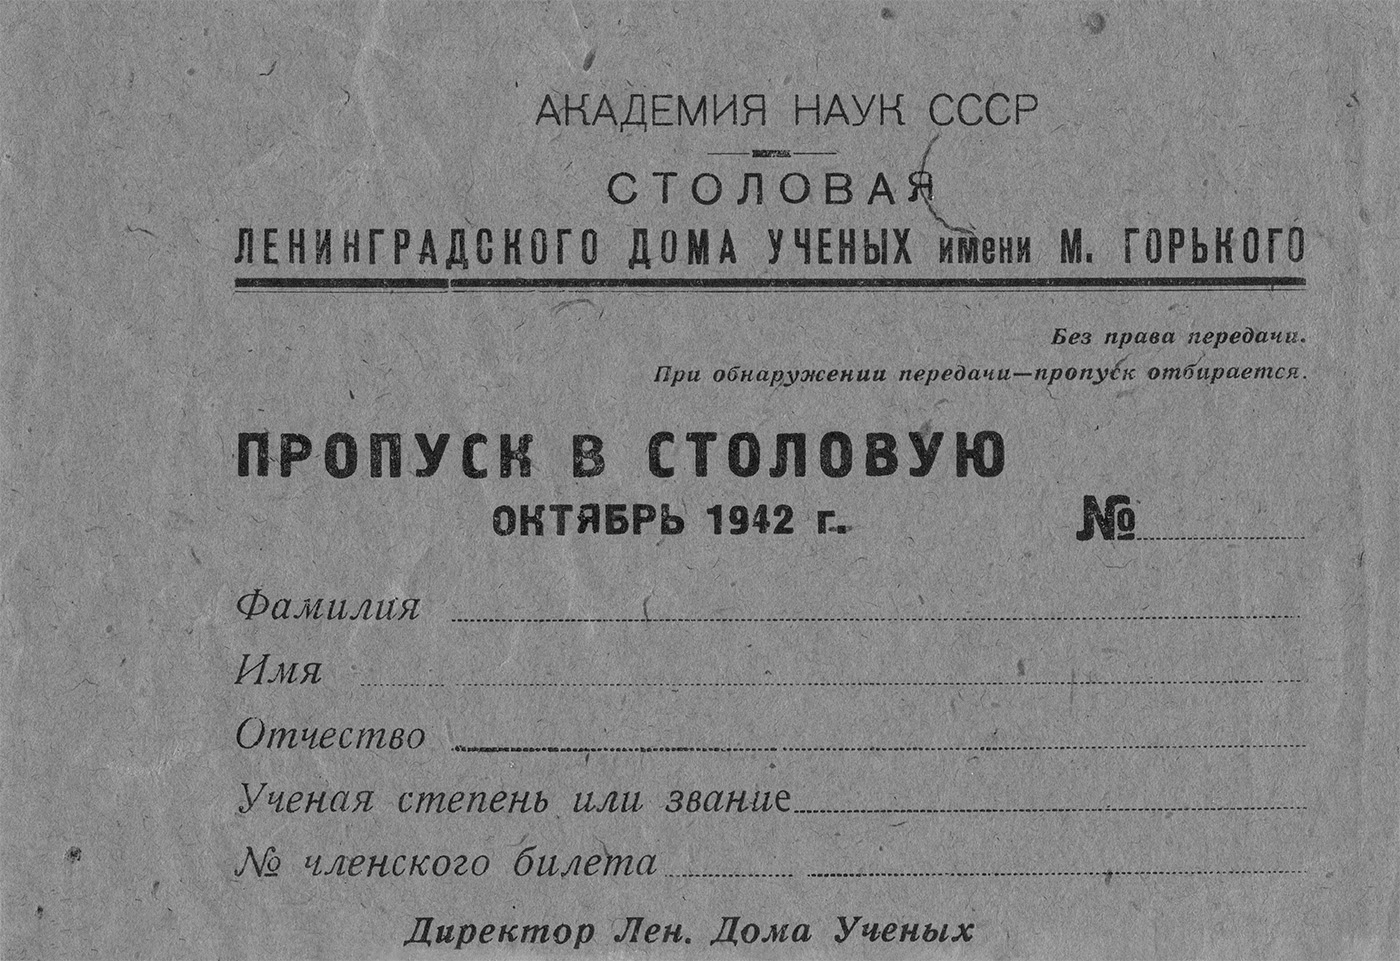 АКАДЕМИЯ НАУК СССР
СТОЛОВАЯ
ЛЕНИНГРАДСКОГО ДОМА УЧЕНЫХ имени М. ГОРЬКОГО
Без права передачи.
При обнаружении передачи—пропуск отбирается.
ПРОПУСК В СТОЛОВУЮ
ОКТЯБРЬ 1942 г.
№
Фамилия
Имя
Отчество
Ученая степень или звание
№ членского билета
Директор Лен. Дома Ученых